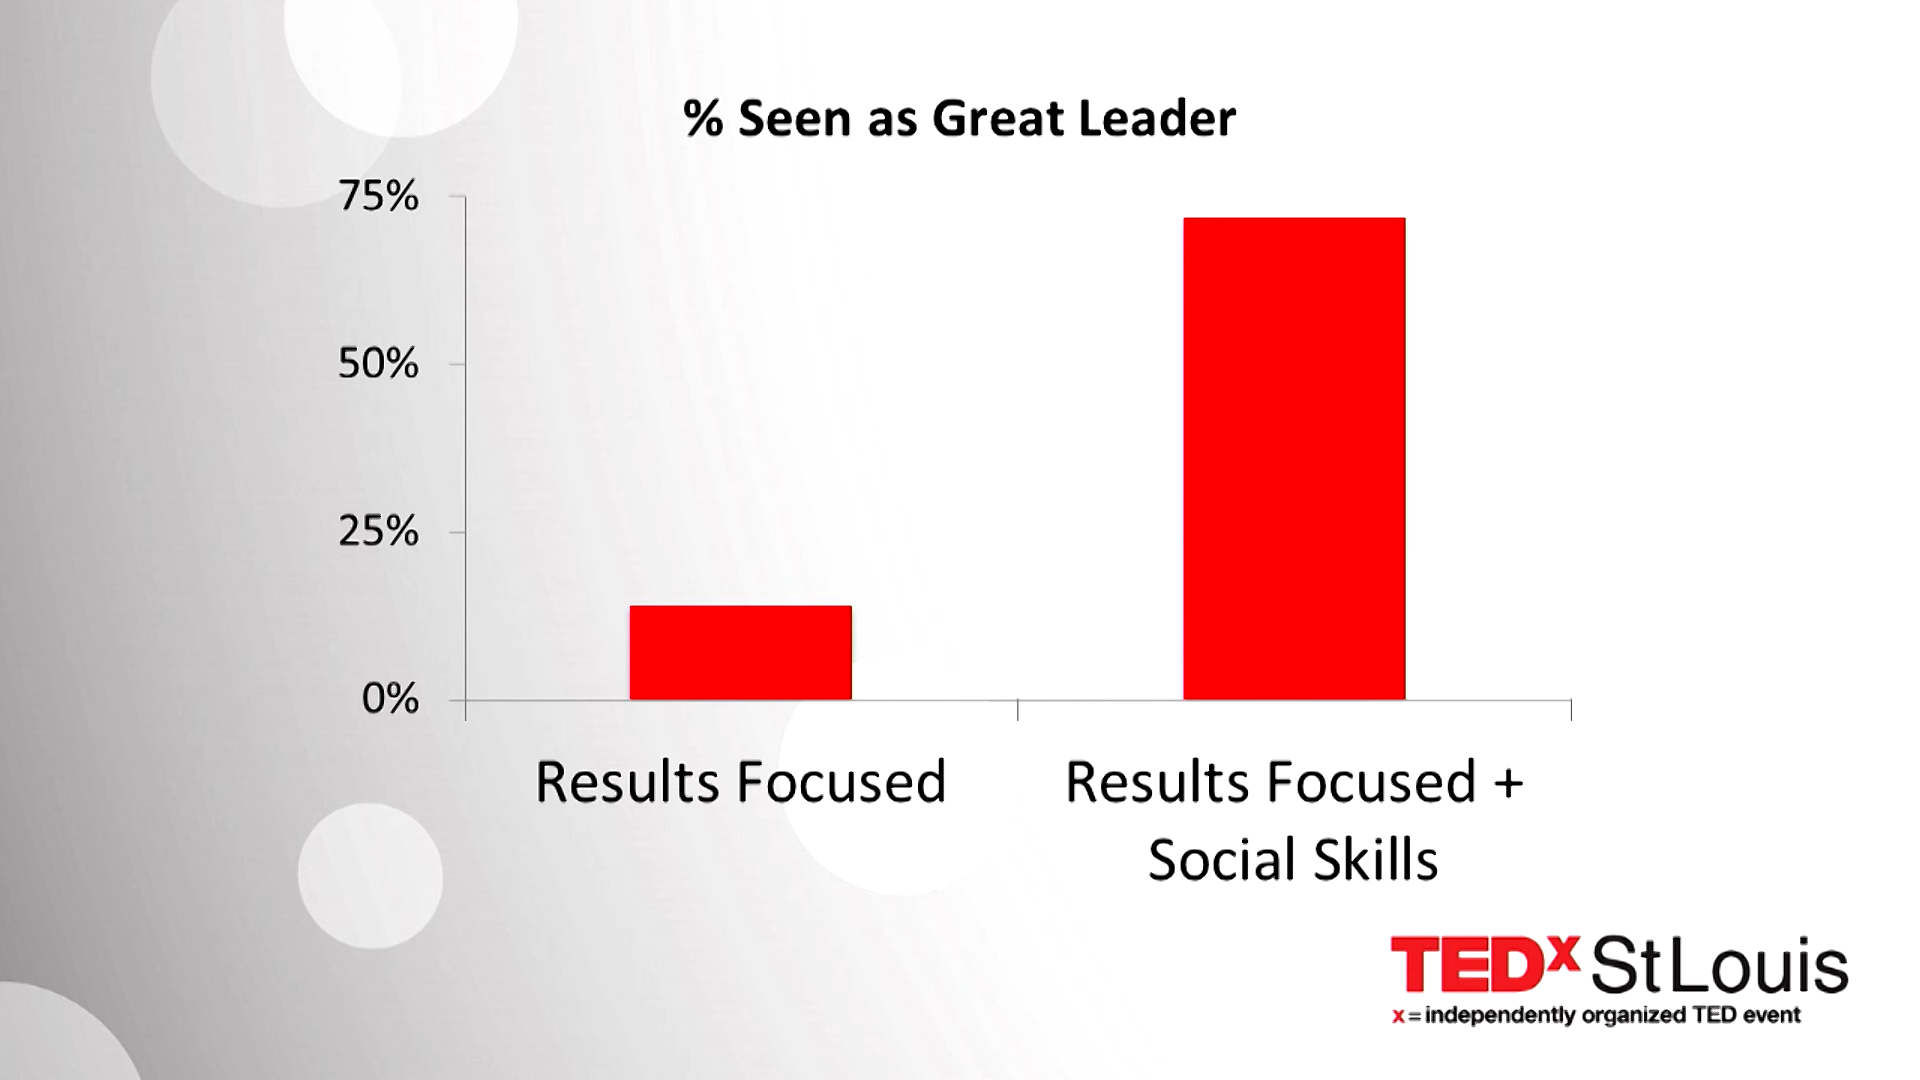 % Seen as Great Leader
75%
50%
25%
0%
Results Focused
Results Focused +
Social Skills
TEDx StLouis
x = independently organized TED event